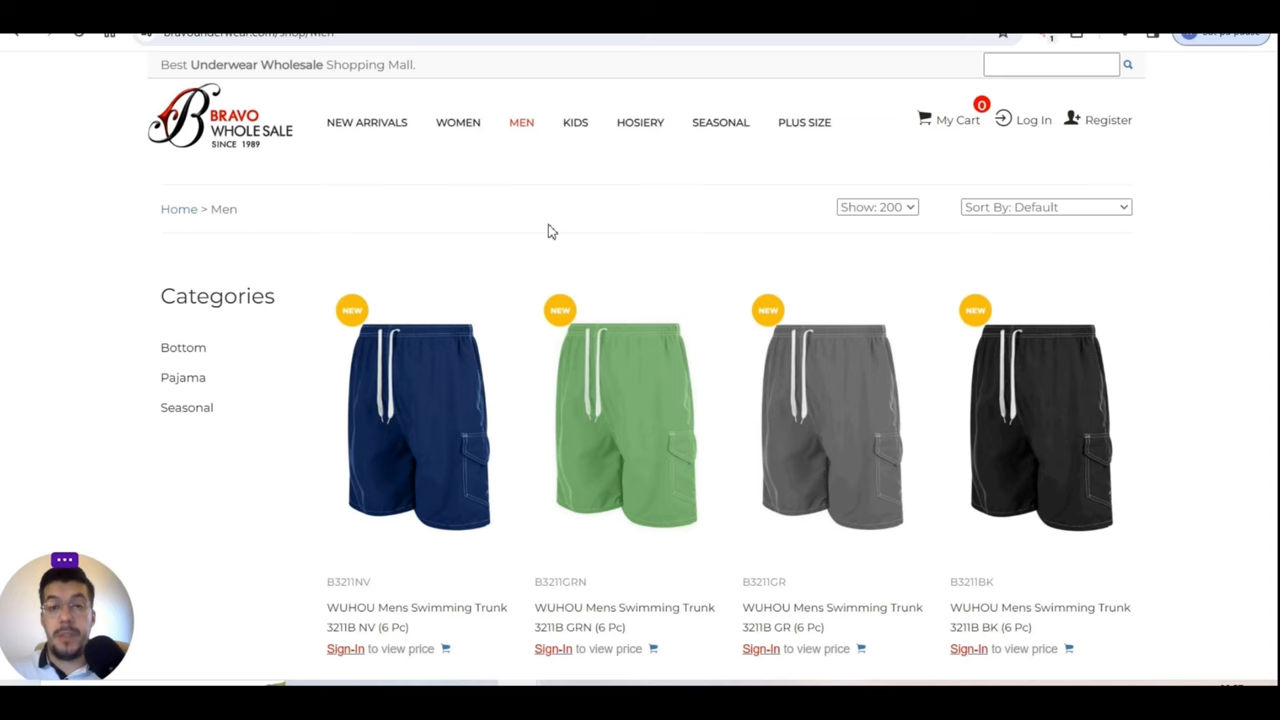 Best Underwear Wholesale Shopping Mall.
BRAVO
WHOLE SALE
SINCE 1989
NEW ARRIVALS WOMEN MEN KIDS HOSIERY SEASONAL PLUS SIZE
0
My Cart Log In Register
Home > Men
Show: 200 Sort By: Default
Categories
Bottom
Pajama
Seasonal
NEW NEW NEW NEW
B3211NV B3211GRN B3211GR B3211BK
WUHOU Mens Swimming Trunk WUHOU Mens Swimming Trunk WUHOU Mens Swimming Trunk WUHOU Mens Swimming Trunk
3211B NV (6 Pc) 3211B GRN (6 Pc) 3211B GR (6 Pc) 3211B BK (6 Pc)
Sign-In to view price Sign-In to view price Sign-In to view price Sign-In to view price